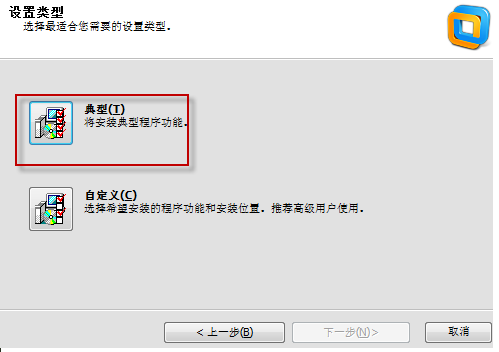 设置类型
选择最适合您需要的设置类型.
典型(T)
将安装典型程序功能.
自定义(C)
选择希望安装的程序功能和安装位置. 推荐高级用户使用.
< 上一步(B)
下一步(N)>
取消